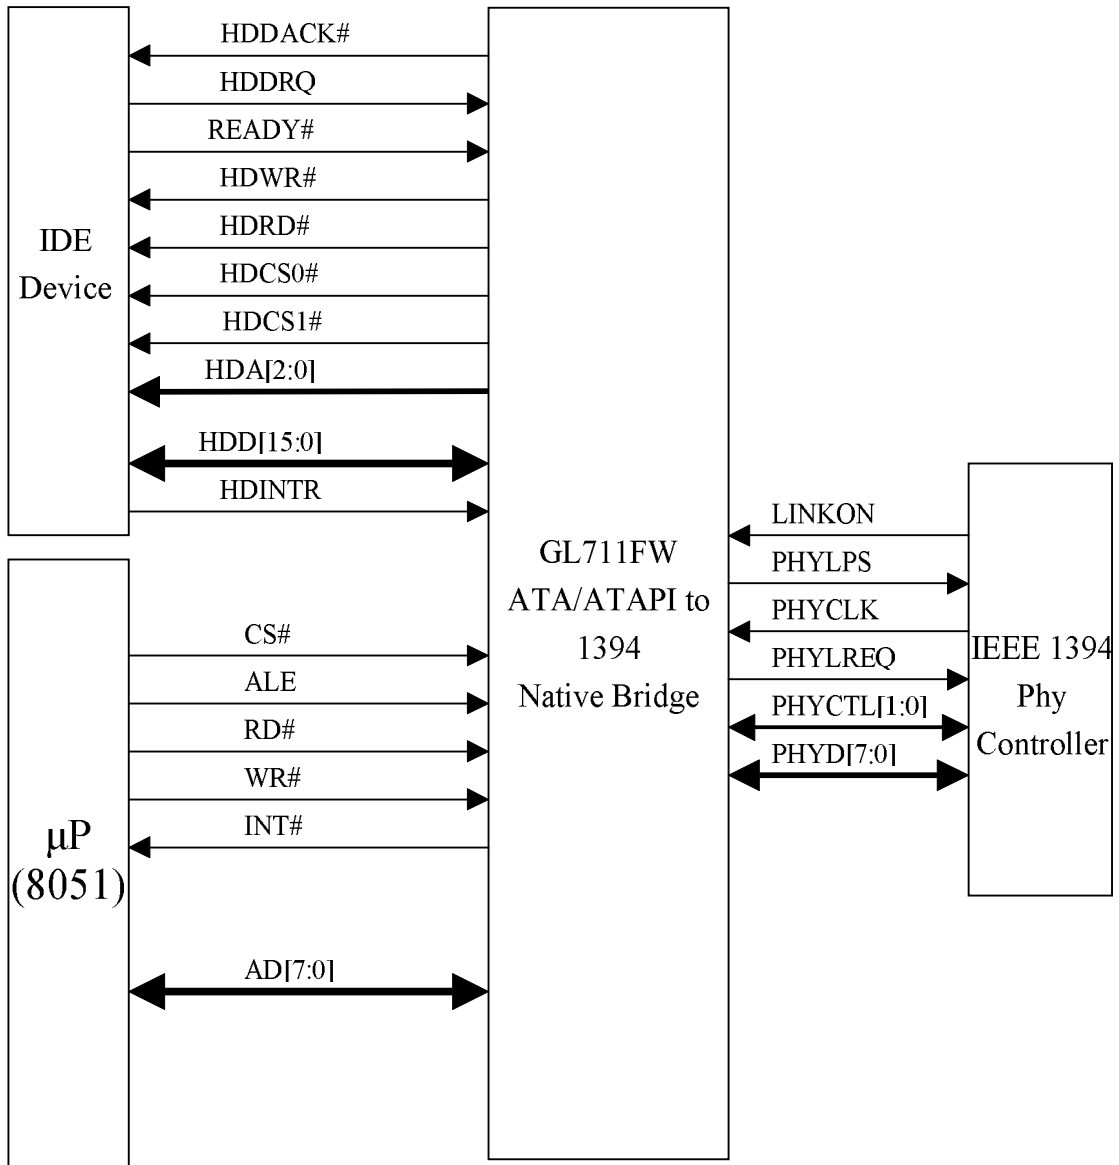 HDDACK#
HDDRQ
READY#
HDWR#
HDRD#
HDCS0#
HDCS1#
HDA[2:0]
HDD[15:0]
HDINTR
IDE
Device
CS#
ALE
RD#
WR#
INT#
AD[7:0]
μP
(8051)
GL711FW
ATA/ATAPI to
1394
Native Bridge
LINKON
PHYLPS
PHYCLK
PHYLREQ
PHYCTL[1:0]
PHYD[7:0]
IEEE 1394
Phy
Controller